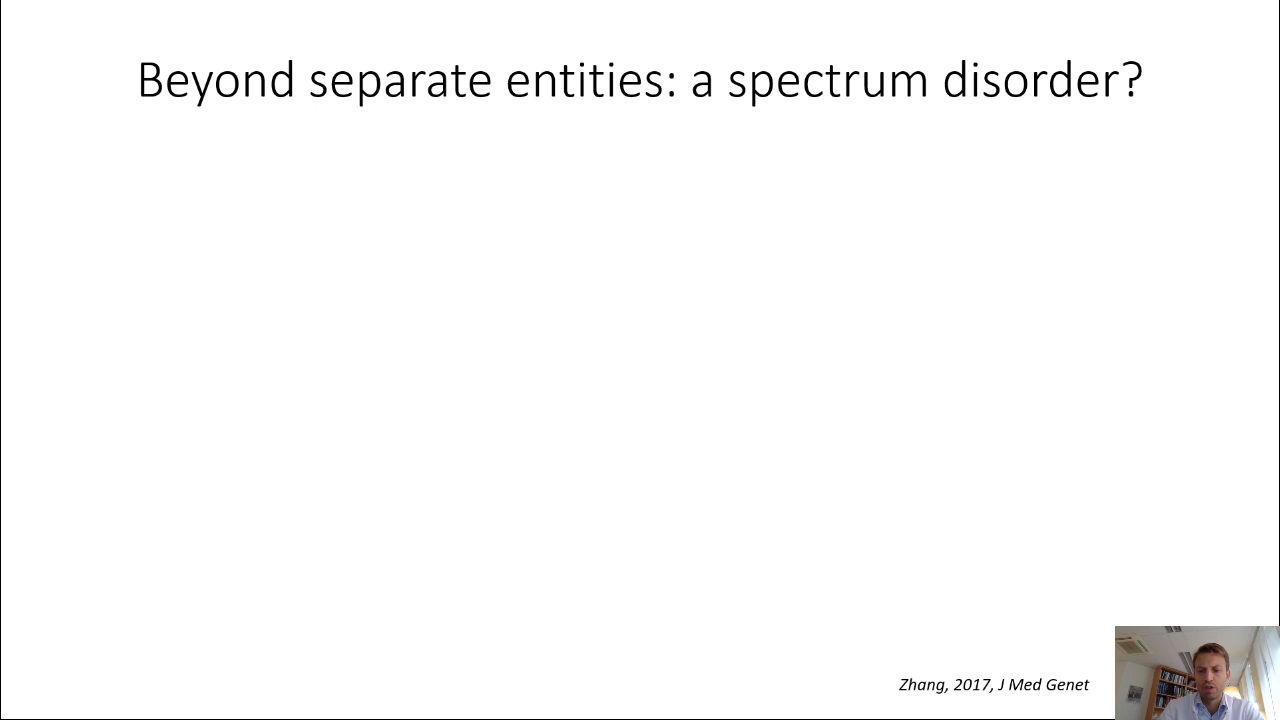 Beyond separate entities: a spectrum disorder?
Zhang, 2017, J Med Genet